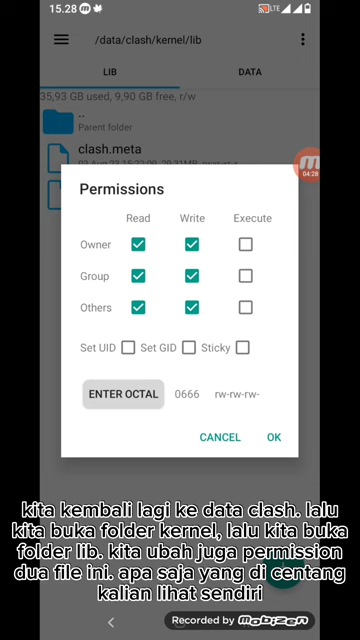 15.28
LTE
/data/clash/kernel/lib
LIB
DATA
35,93 GB used, 9,90 GB free, r/w
..
Parent folder
clash.meta
Permissions
04:28
Read Write Execute
Owner
Group
Others
Set UID Set GID Sticky
ENTER OCTAL 0666 rw-rw-rw-
CANCEL OK
kita kembali lagi ke data clash. lalu
kita buka folder kernel, lalu kita buka
folder lib. kita ubah juga permission
dua file ini. apa saja yang di centang
kalian lihat sendiri
Recorded by mobizen